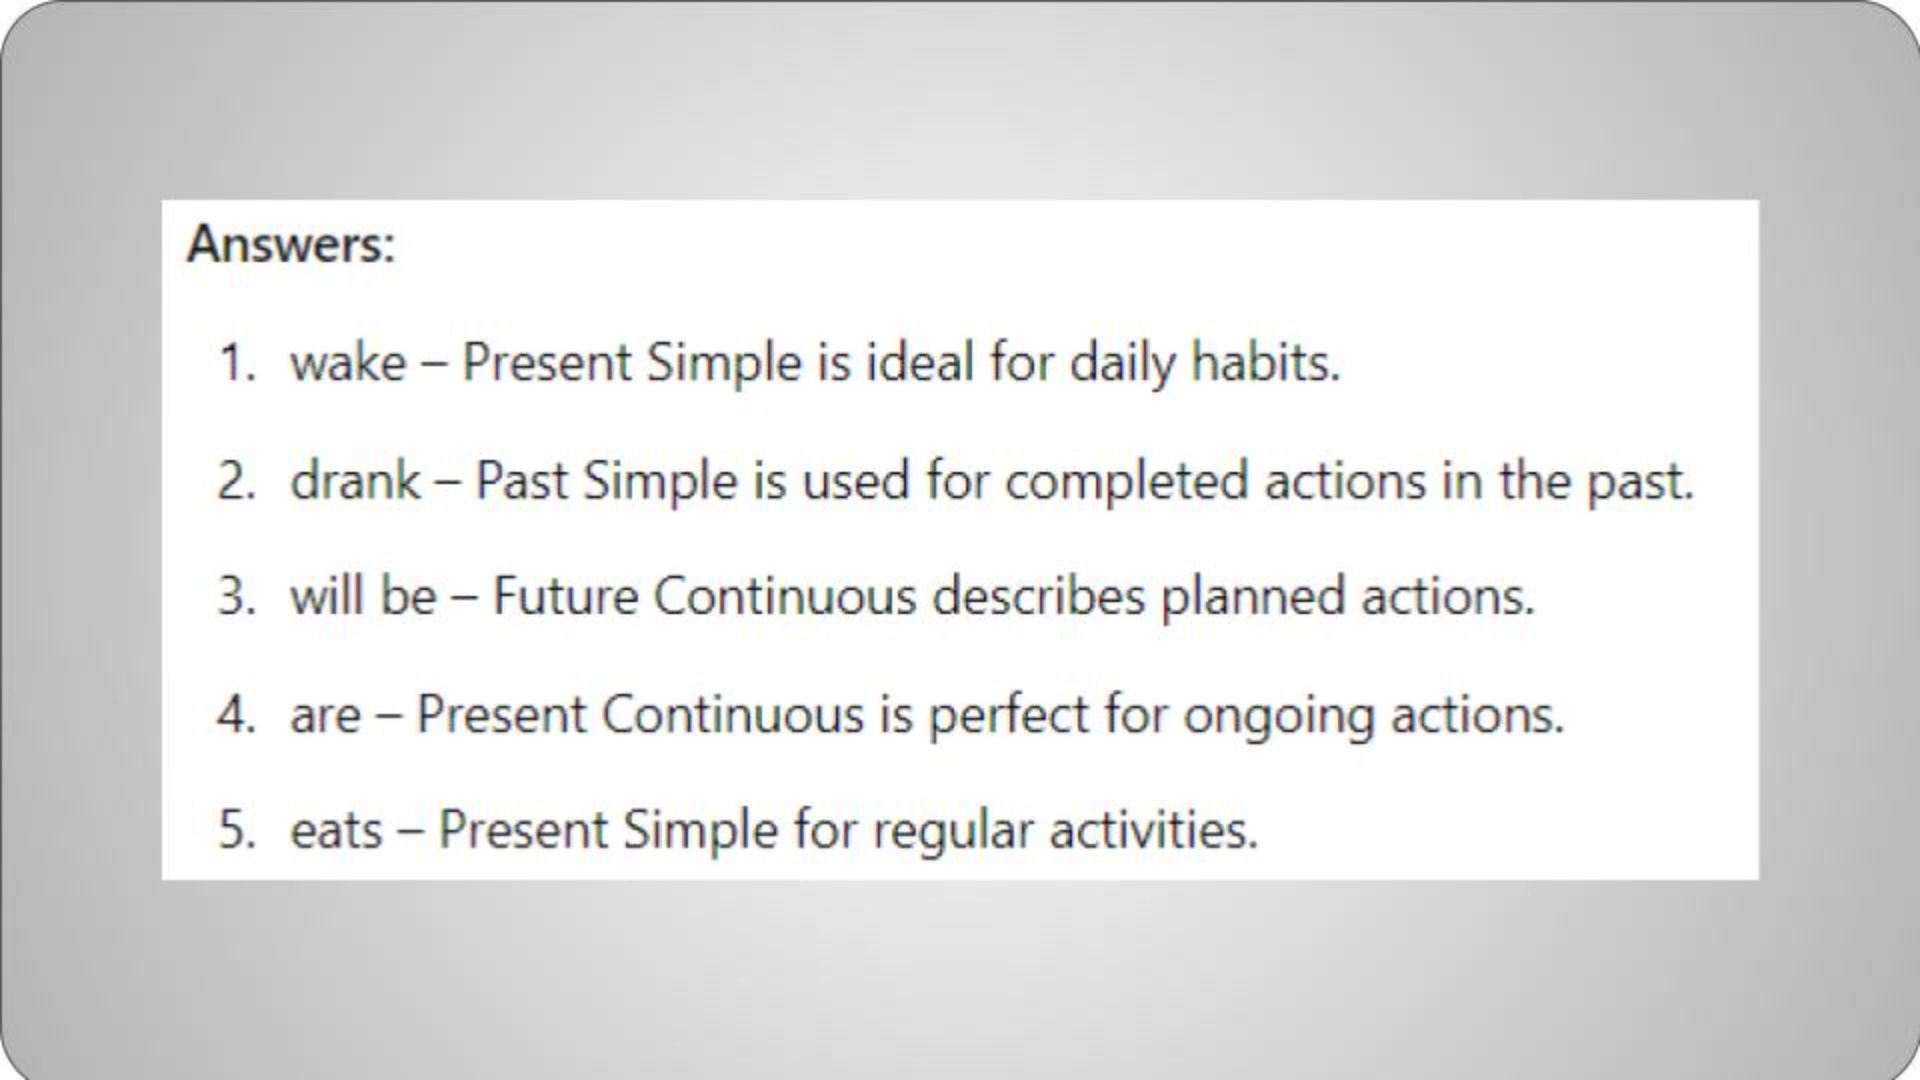 Answers:
1. wake – Present Simple is ideal for daily habits.
2. drank – Past Simple is used for completed actions in the past.
3. will be – Future Continuous describes planned actions.
4. are – Present Continuous is perfect for ongoing actions.
5. eats – Present Simple for regular activities.